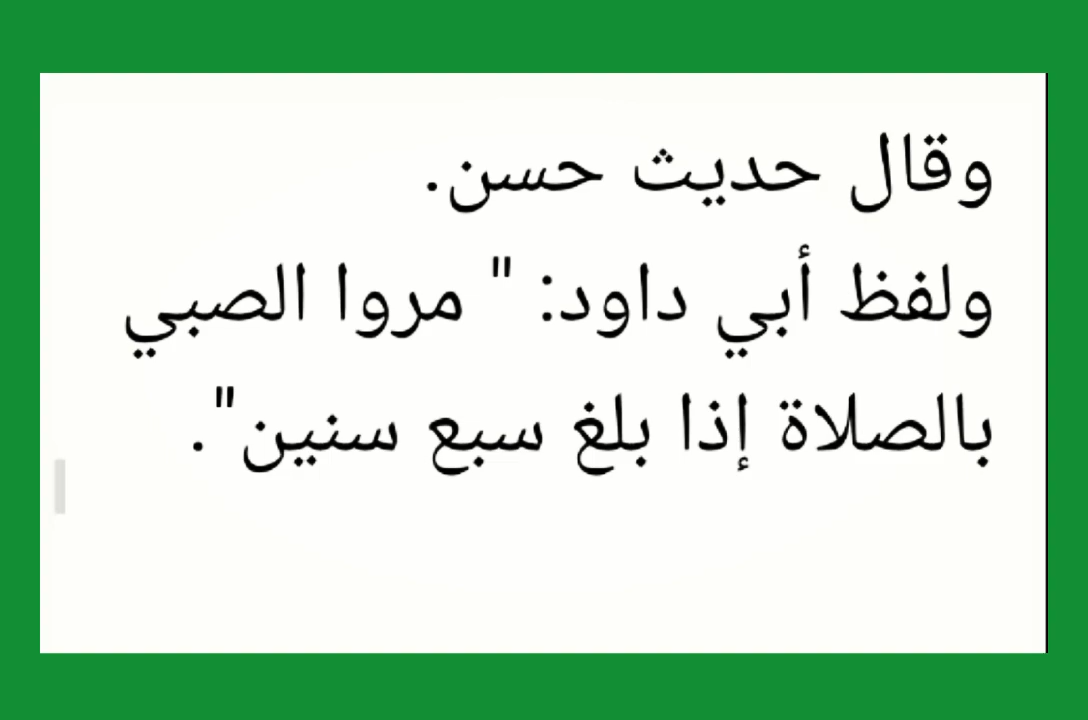 وقال حديث حسن.
ولفظ أبي داود: " مروا الصبي
بالصلاة إذا بلغ سبع سنين".